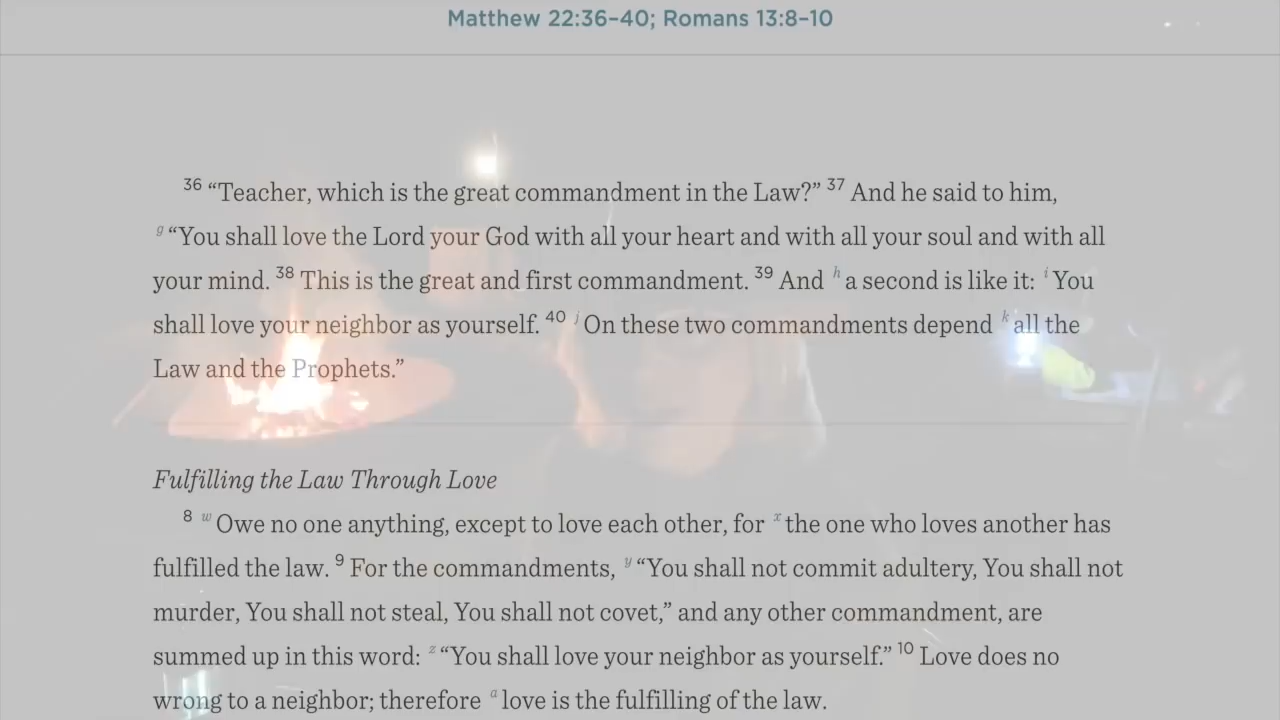 Matthew 22:36–40; Romans 13:8–10
36 “Teacher, which is the great commandment in the Law?” 37 And he said to him,
g “You shall love the Lord your God with all your heart and with all your soul and with all
your mind. 38 This is the great and first commandment. 39 And h a second is like it: i You
shall love your neighbor as yourself. 40 j On these two commandments depend k all the
Law and the Prophets.”
Fulfilling the Law Through Love
8 w Owe no one anything, except to love each other, for x the one who loves another has
fulfilled the law. 9 For the commandments, y “You shall not commit adultery, You shall not
murder, You shall not steal, You shall not covet,” and any other commandment, are
summed up in this word: z “You shall love your neighbor as yourself.” 10 Love does no
wrong to a neighbor; therefore a love is the fulfilling of the law.